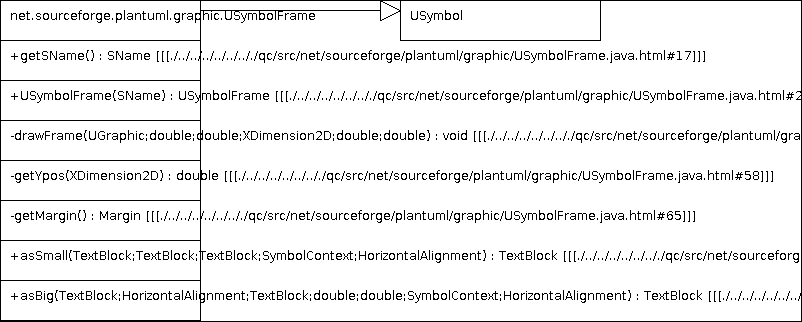 net.sourceforge.plantuml.graphic.USymbolFrame
USymbol
+getSName() : SName [[[./../../../../../../qc/src/net/sourceforge/plantuml/graphic/USymbolFrame.java.html#17]]]
+USymbolFrame(SName) : USymbolFrame [[[./../../../../../../qc/src/net/sourceforge/plantuml/graphic/USymbolFrame.java.html#2
-drawFrame(UGraphic;double;double;XDimension2D;double;double) : void [[[./../../../../../../qc/src/net/sourceforge/plantuml/gra
-getYpos(XDimension2D) : double [[[./../../../../../../qc/src/net/sourceforge/plantuml/graphic/USymbolFrame.java.html#58]]]
-getMargin() : Margin [[[./../../../../../../qc/src/net/sourceforge/plantuml/graphic/USymbolFrame.java.html#65]]]
+asSmall(TextBlock;TextBlock;TextBlock;SymbolContext;HorizontalAlignment) : TextBlock [[[./../../../../../../qc/src/net/sourceforg
+asBig(TextBlock;HorizontalAlignment;TextBlock;double;double;SymbolContext;HorizontalAlignment) : TextBlock [[[./../../../../../